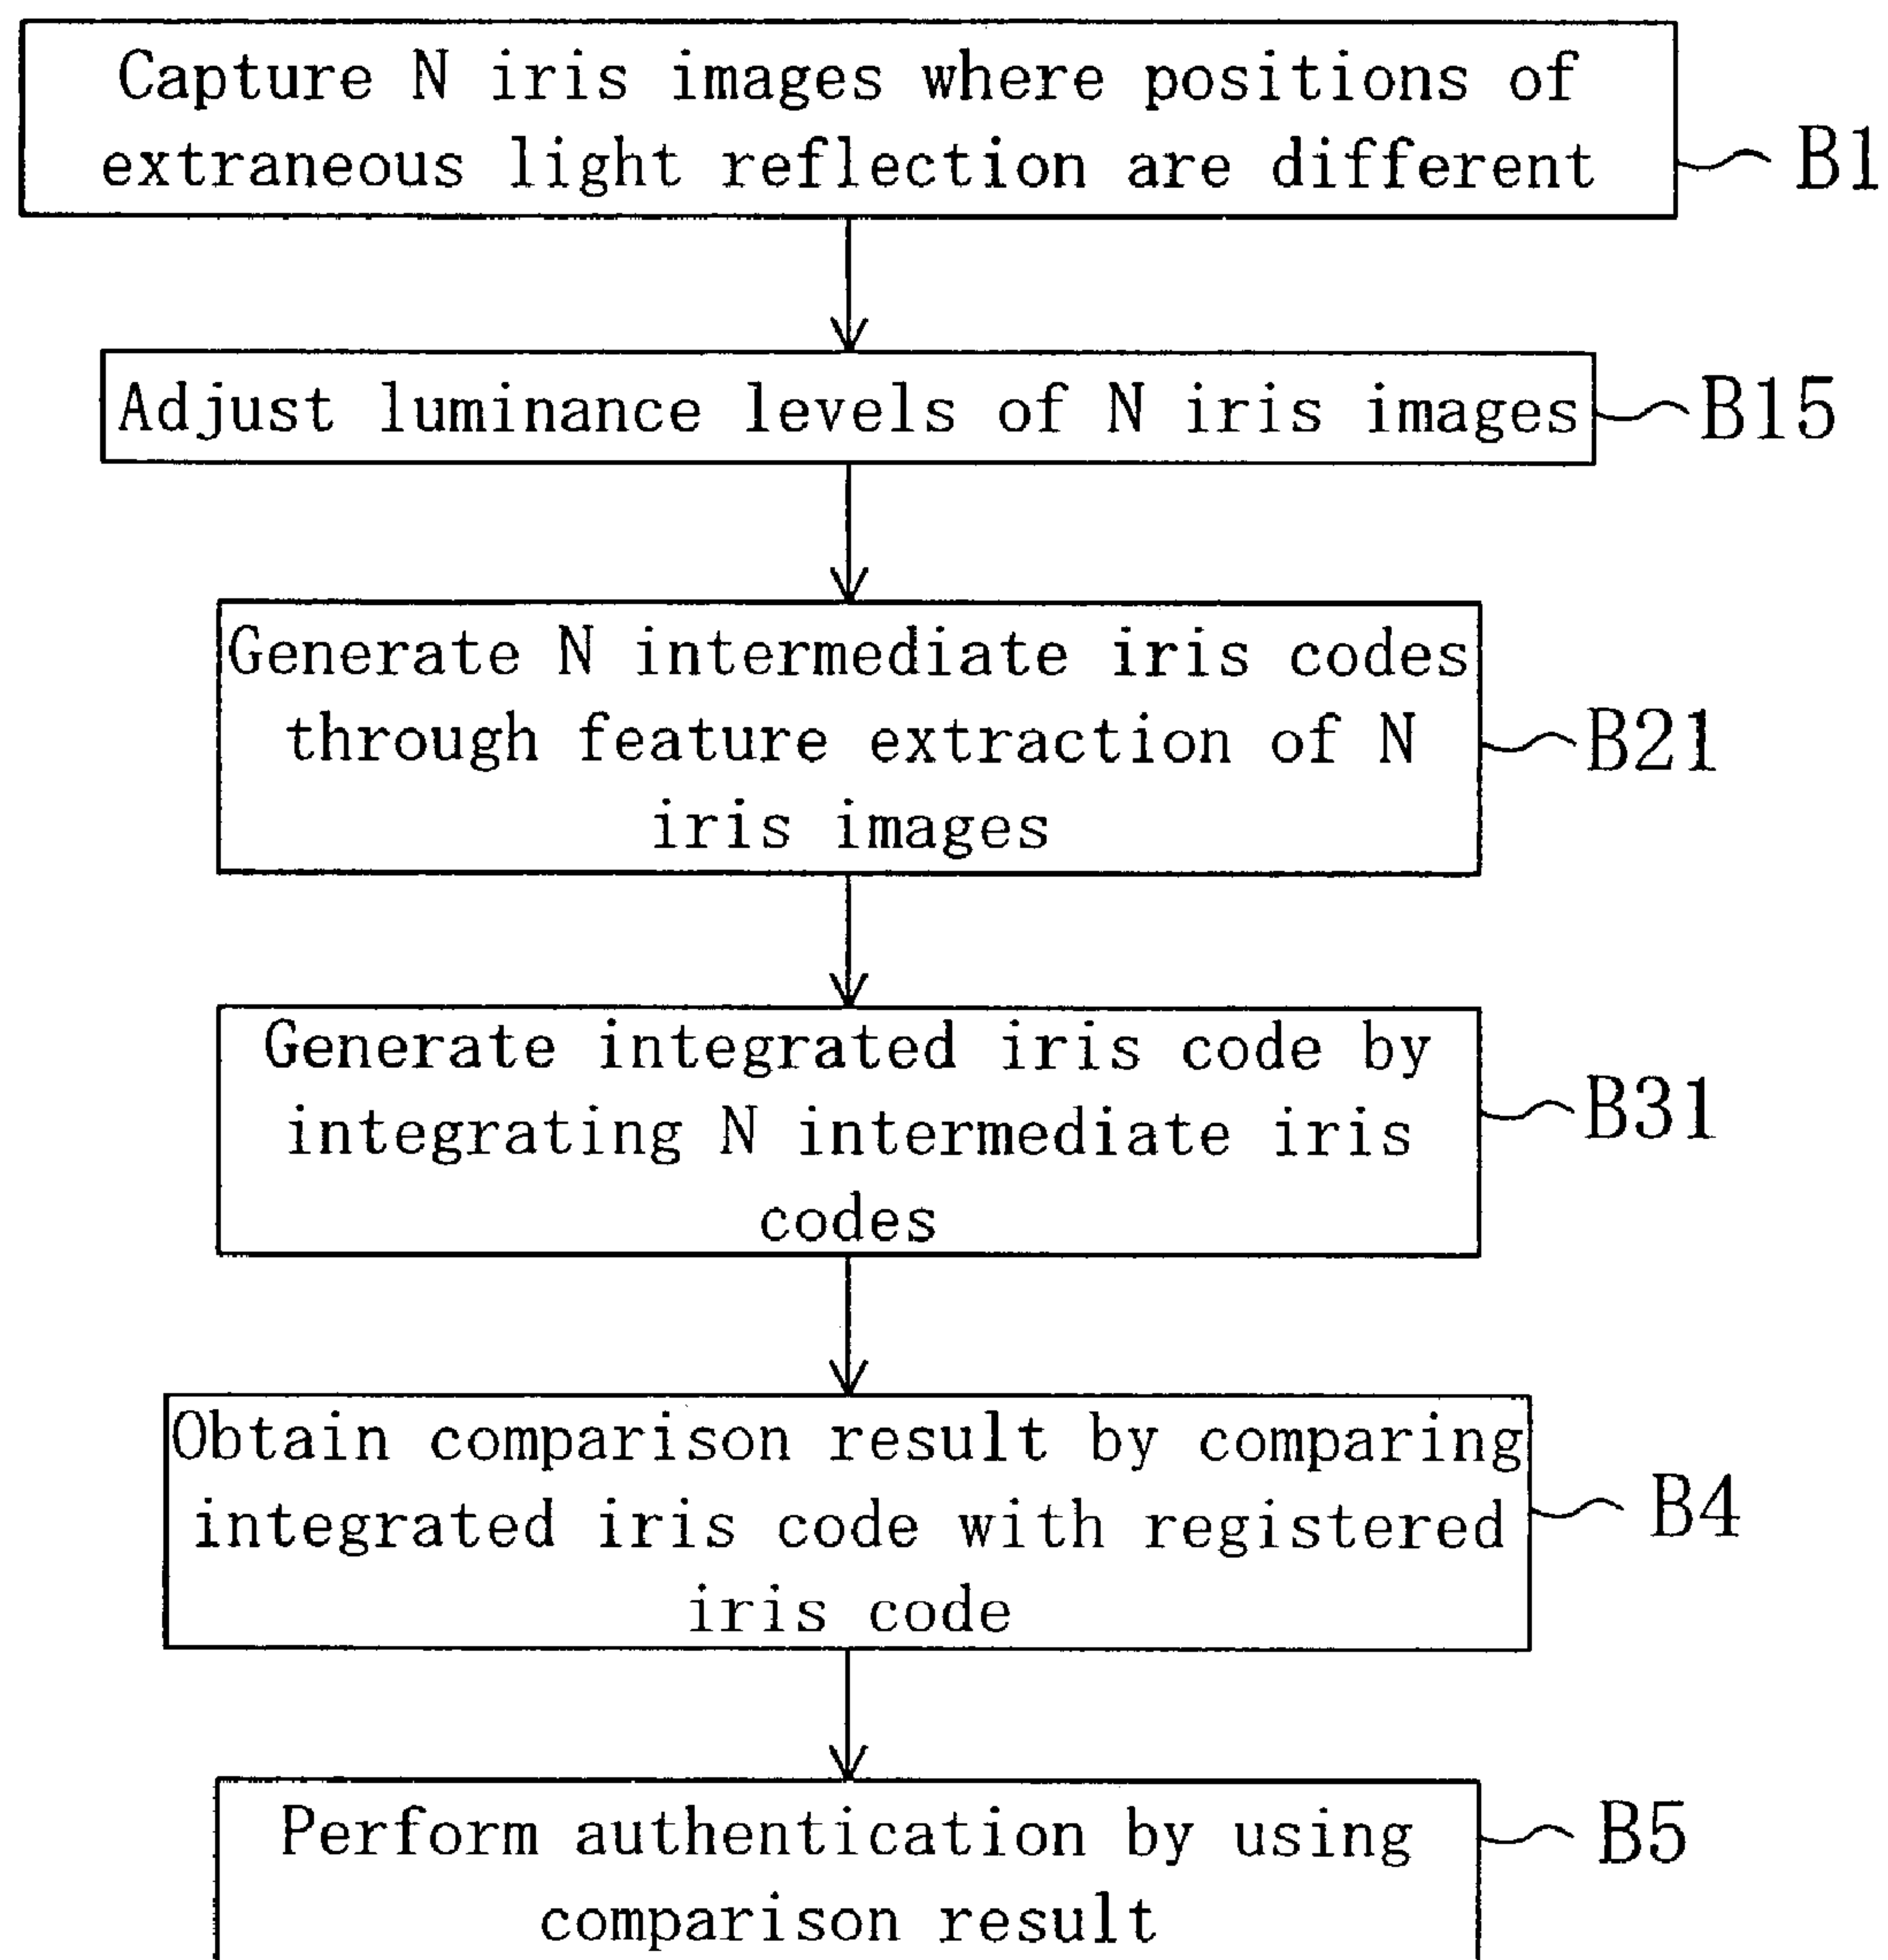 Capture N iris images where positions of
extraneous light reflection are different
B1
Adjust luminance levels of N iris images
B15
Generate N intermediate iris codes
through feature extraction of N
iris images
B21
Generate integrated iris code by
integrating N intermediate iris
codes
B31
Obtain comparison result by comparing
integrated iris code with registered
iris code
B4
Perform authentication by using
comparison result
B5